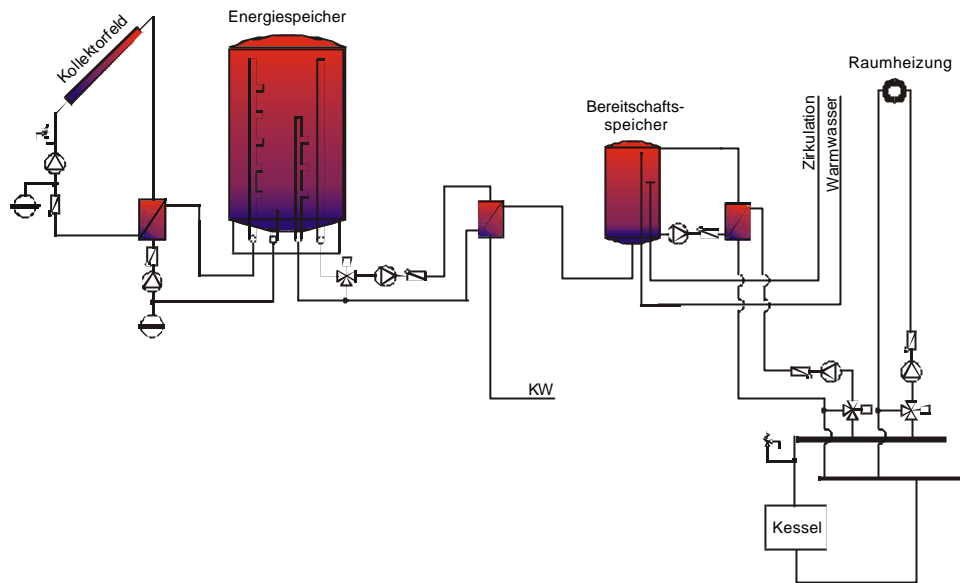 Energiespeicher
Kollektorfeld
Raumheizung
Bereitschafts-
speicher
Zirkulation
Warmwasser
KW
Kessel